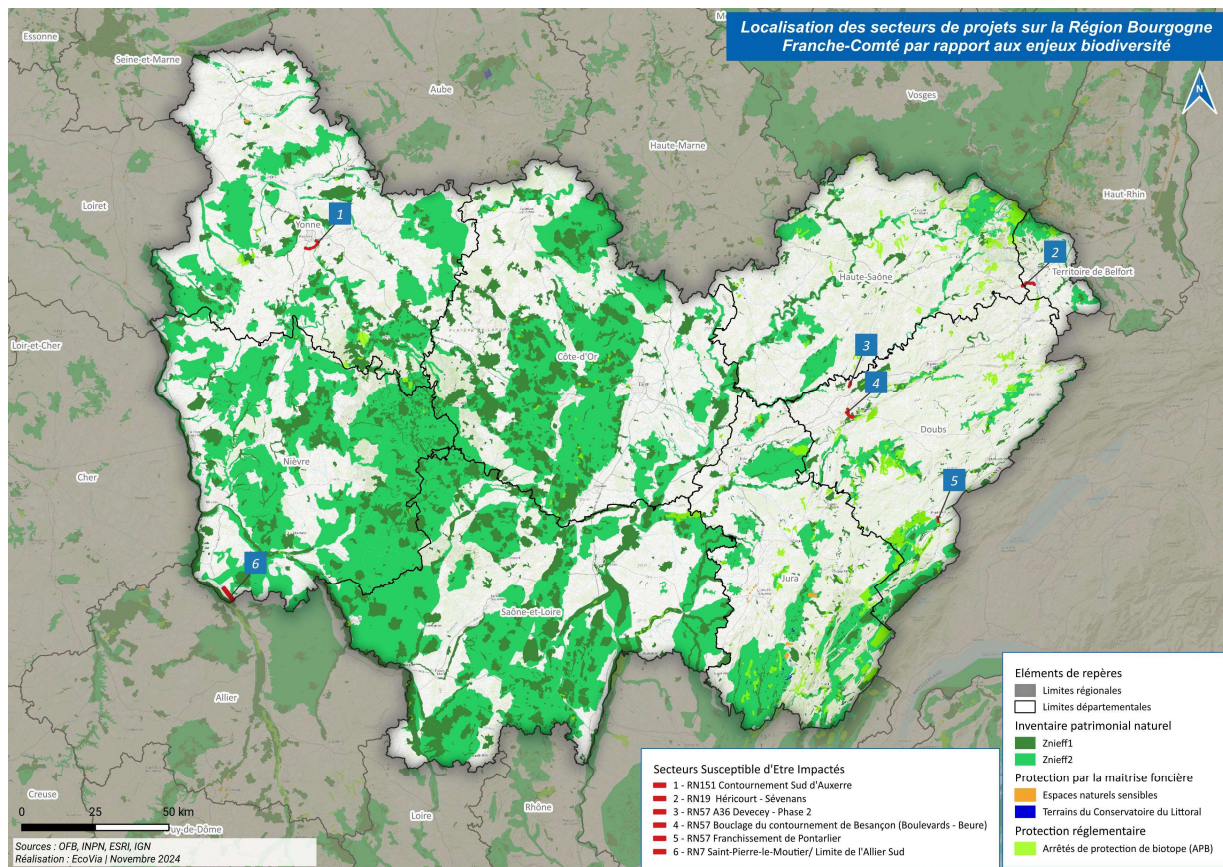 Localisation des secteurs de projets sur la Région Bourgogne
Franche-Comté par rapport aux enjeux biodiversité
N
Essonne
Seine-et-Marne
Aube
Vosges
Haute-Marne
Haut-Rhin
Loiret
1
Yonne
2
Territoire de Belfort
Haute-Saône
Loir-et-Cher
3
Côte-d'Or
4
Doubs
Nièvre
Cher
5
6
Jura
Saône-et-Loire
Allier
Creuse
Puy-de-Dôme
Loire
Rhône
0 25 50 km
Sources : OFB, INPN, ESRI, IGN
Réalisation : EcoVia | Novembre 2024
Secteurs Susceptible d'Etre Impactés
1 - RN151 Contournement Sud d'Auxerre
2 - RN19 Héricourt - Sévenans
3 - RN57 A36 Devecey - Phase 2
4 - RN57 Bouclage du contournement de Besançon (Boulevards - Beure)
5 - RN57 Franchissement de Pontarlier
6 - RN7 Saint-Pierre-le-Moutier/ Limite de l'Allier Sud
Eléments de repères
Limites régionales
Limites départementales
Inventaire patrimonial naturel
Znieff1
Znieff2
Protection par la maîtrise foncière
Espaces naturels sensibles
Terrains du Conservatoire du Littoral
Protection réglementaire
Arrêtés de protection de biotope (APB)